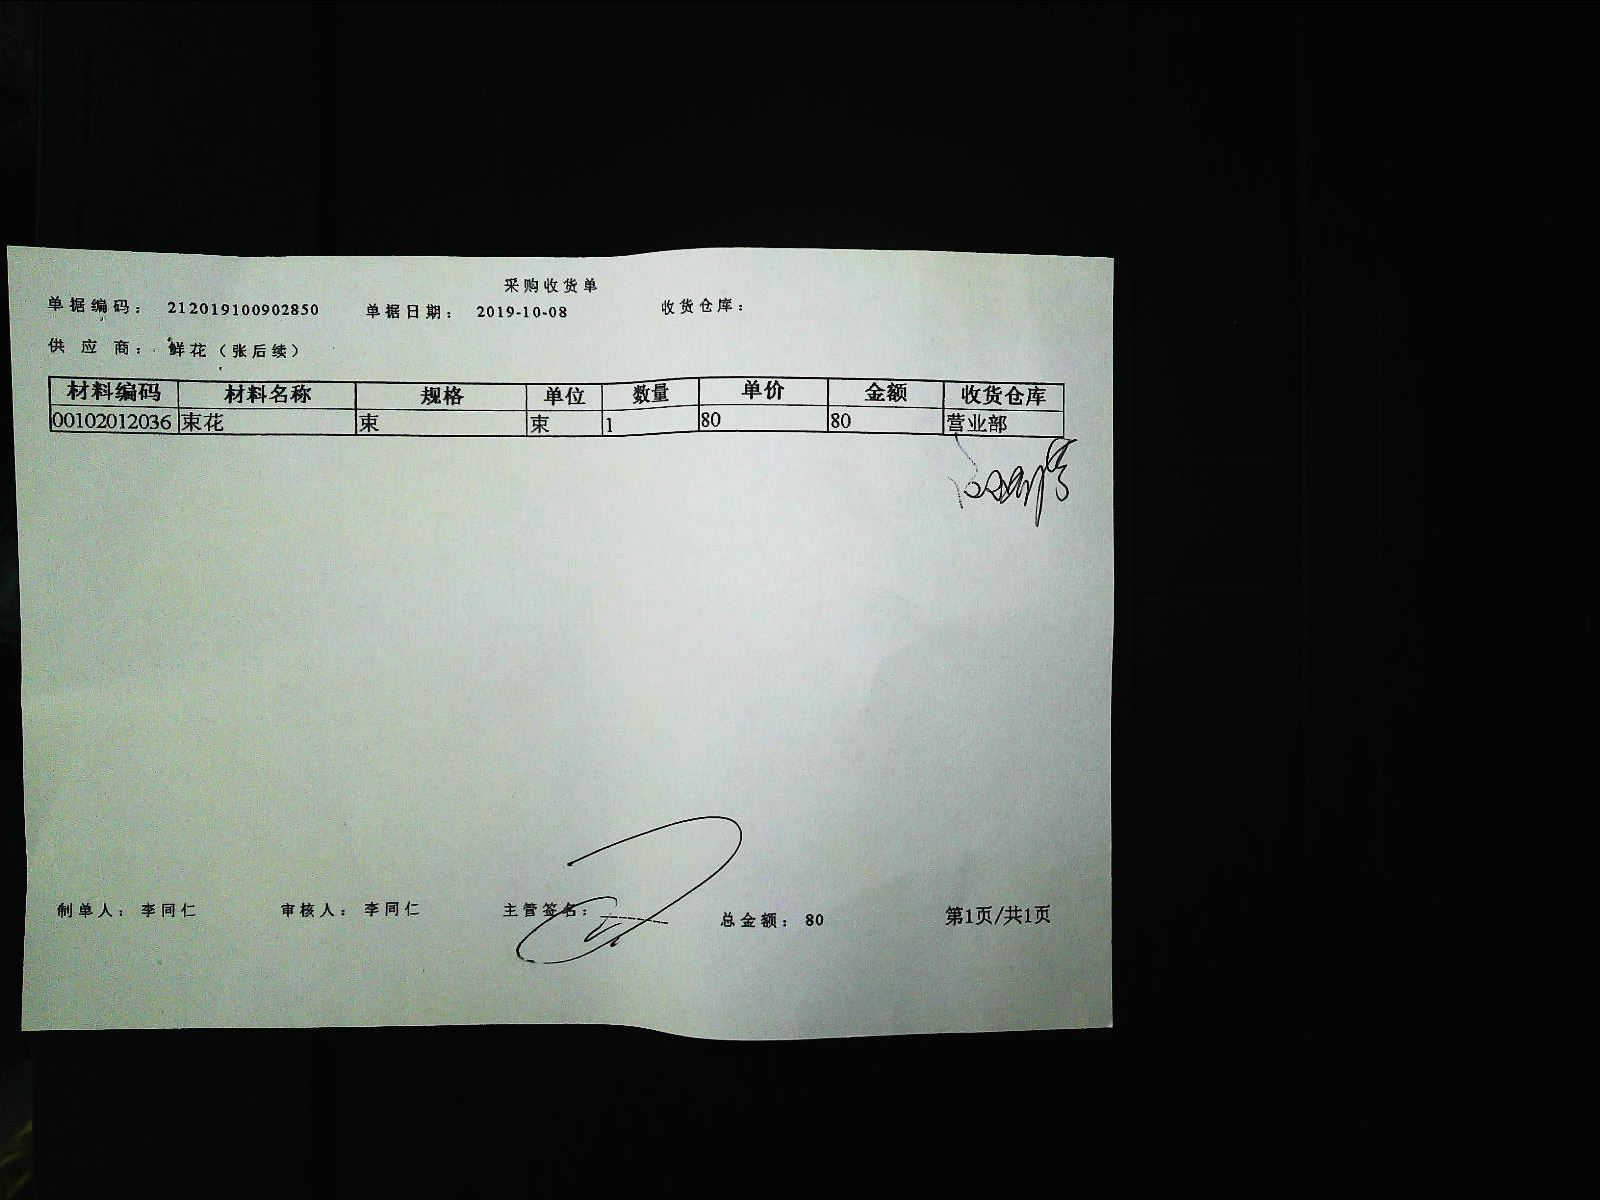 采购收货单
单据编码： 212019100902850 单据日期： 2019-10-08 收货仓库：
供应商： 鲜花（张后续）
材料编码 材料名称 规格 单位 数量 单价 金额 收货仓库
00102012036 束花 束 束 1 80 80 营业部
制单人：李同仁 审核人：李同仁 主管签名： 总金额：80 第1页/共1页